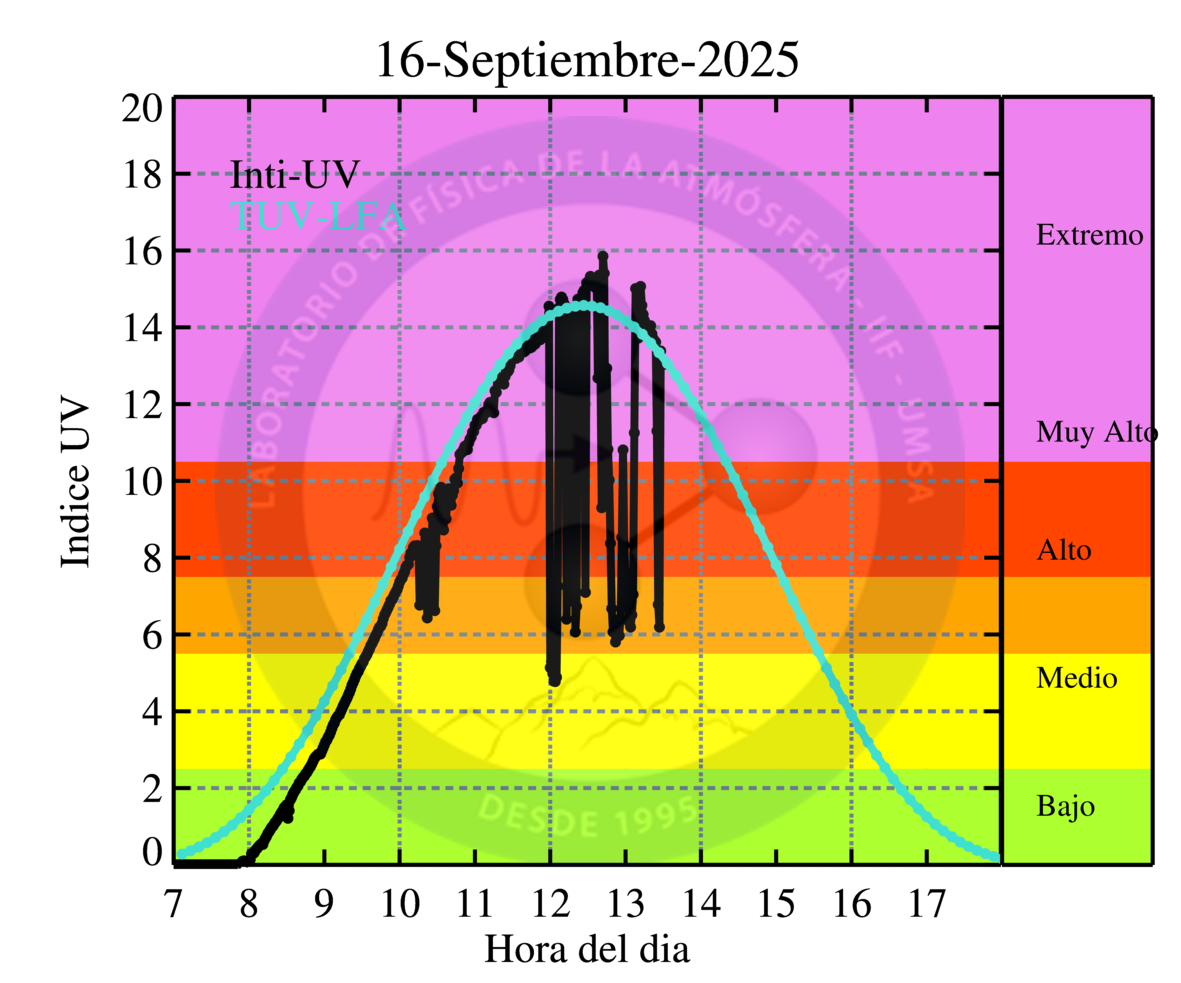 16-Septiembre-2025
20
18
16
14
12
10
8
6
4
2
0
Indice UV
Inti-UV
TUV-LFA
LABORATORIO DE FÍSICA DE LA ATMÓSFERA - IIF - UMSA
DESDE 1995
Extremo
Muy Alto
Alto
Medio
Bajo
7 8 9 10 11 12 13 14 15 16 17
Hora del dia